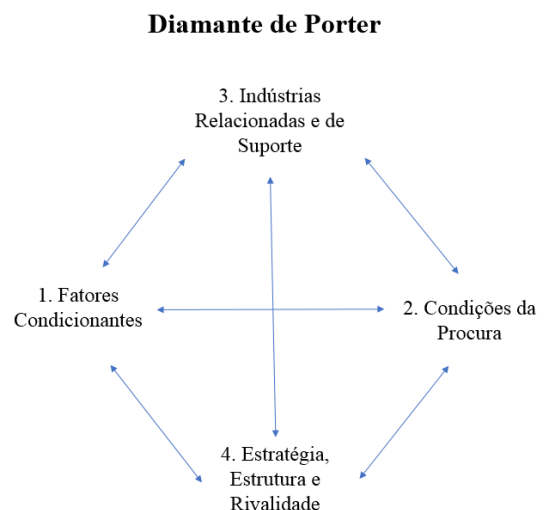 Diamante de Porter
3. Indústrias
Relacionadas e de
Suporte
1. Fatores
Condicionantes
2. Condições da
Procura
4. Estratégia,
Estrutura e
Rivalidade